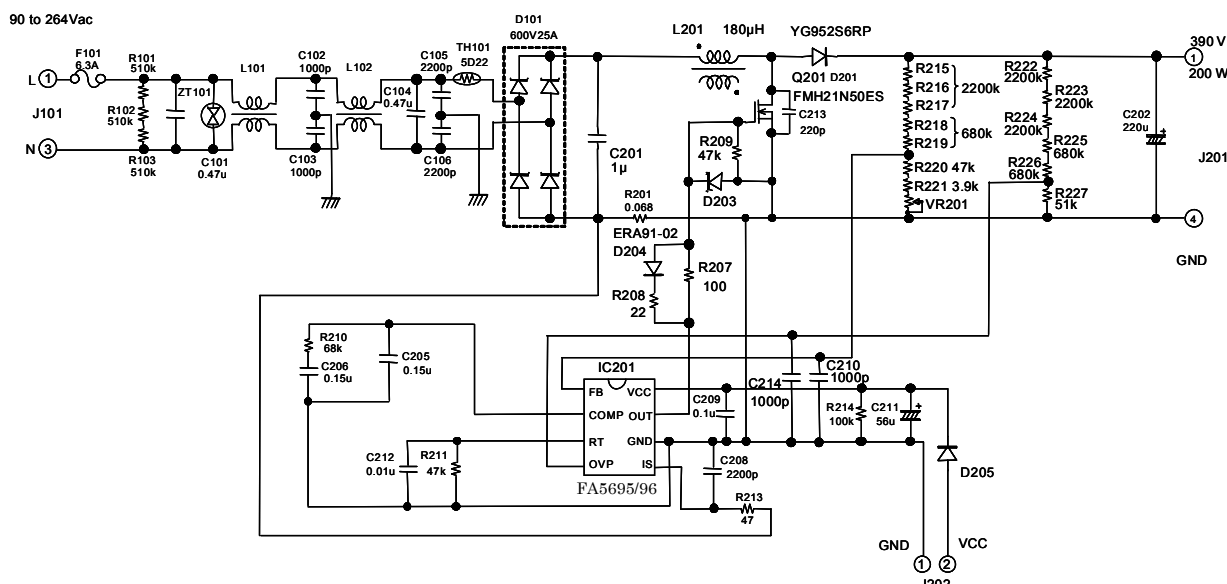 90 to 264Vac
F101
6.3A
L 1
J101
N 3
R101
510k
R102
510k
R103
510k
ZT101
C101
0.47u
L101
C102
1000p
C103
1000p
L102
C104
0.47u
C105
2200p
C106
2200p
TH101
5D22
D101
600V25A
C201
1µ
L201 180µH
YG952S6RP
Q201 D201
FMH21N50ES
C213
220p
R209
47k
D203
R201
0.068
ERA91-02
D204
R208
22
R207
100
R215
R216
R217
2200k
R218
R219
680k
R220 47k
R221 3.9k
VR201
R222
2200k
R223
2200k
R224
2200k
R225
680k
R226
680k
R227
51k
C202
220u
+
390 V
1
200 W
J201
4
GND
R210
68k
C206
0.15u
C205
0.15u
C212
0.01u
R211
47k
IC201
FB VCC
COMP OUT
RT GND
OVP IS
FA5695/96
C209
0.1u
C214
1000p
C210
1000p
R214
100k
C211
56u
+
C208
2200p
R213
47
D205
GND 1 2 VCC
J202